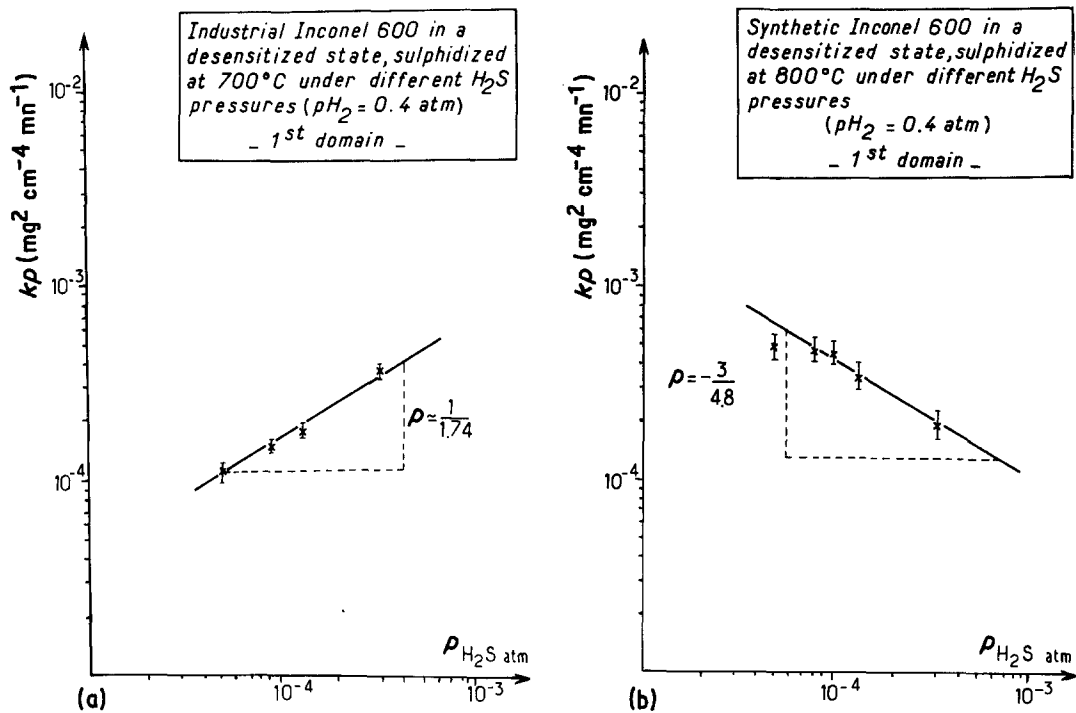 Industrial Inconel 600 in a
desensitized state, sulphidized
at 700°C under different H₂S
pressures (pH₂ = 0.4 atm)
_ 1ˢᵗ domain _
kp (mg² cm⁻⁴ mn⁻¹)
10⁻²
10⁻³
10⁻⁴
p ≃ 1/1.74
p H₂S atm
10⁻⁴
10⁻³
(a)
Synthetic Inconel 600 in a
desensitized state, sulphidized
at 800°C under different H₂S
pressures
(pH₂ = 0.4 atm)
_ 1ˢᵗ domain _
kp (mg² cm⁻⁴ mn⁻¹)
10⁻²
10⁻³
10⁻⁴
p = -3/4.8
p H₂S atm
10⁻⁴
10⁻³
(b)